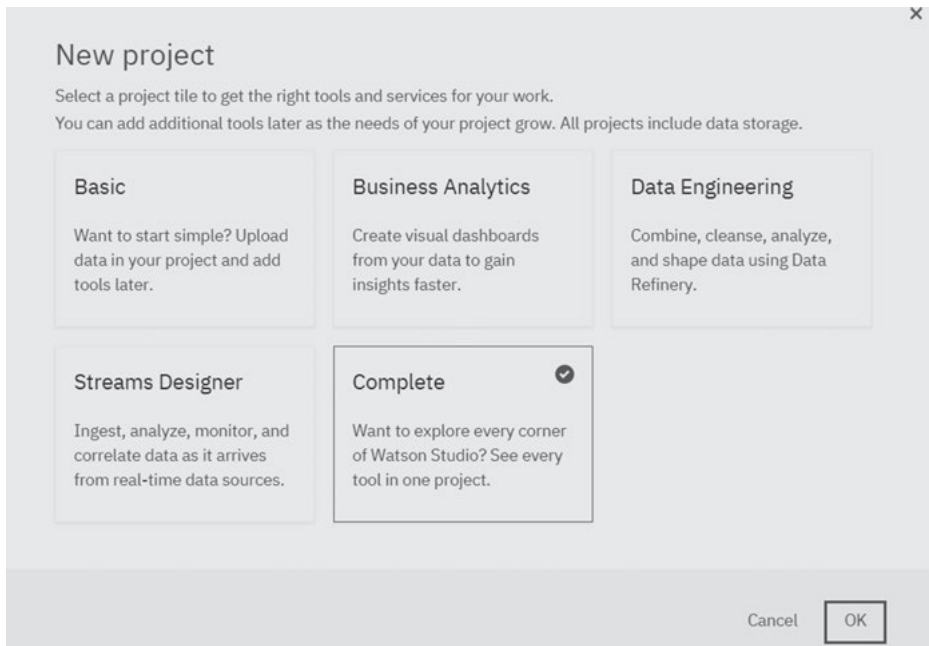 New project
Select a project tile to get the right tools and services for your work.
You can add additional tools later as the needs of your project grow. All projects include data storage.
Basic
Want to start simple? Upload
data in your project and add
tools later.
Business Analytics
Create visual dashboards
from your data to gain
insights faster.
Data Engineering
Combine, cleanse, analyze,
and shape data using Data
Refinery.
Streams Designer
Ingest, analyze, monitor, and
correlate data as it arrives
from real-time data sources.
Complete
Want to explore every corner
of Watson Studio? See every
tool in one project.
Cancel
OK